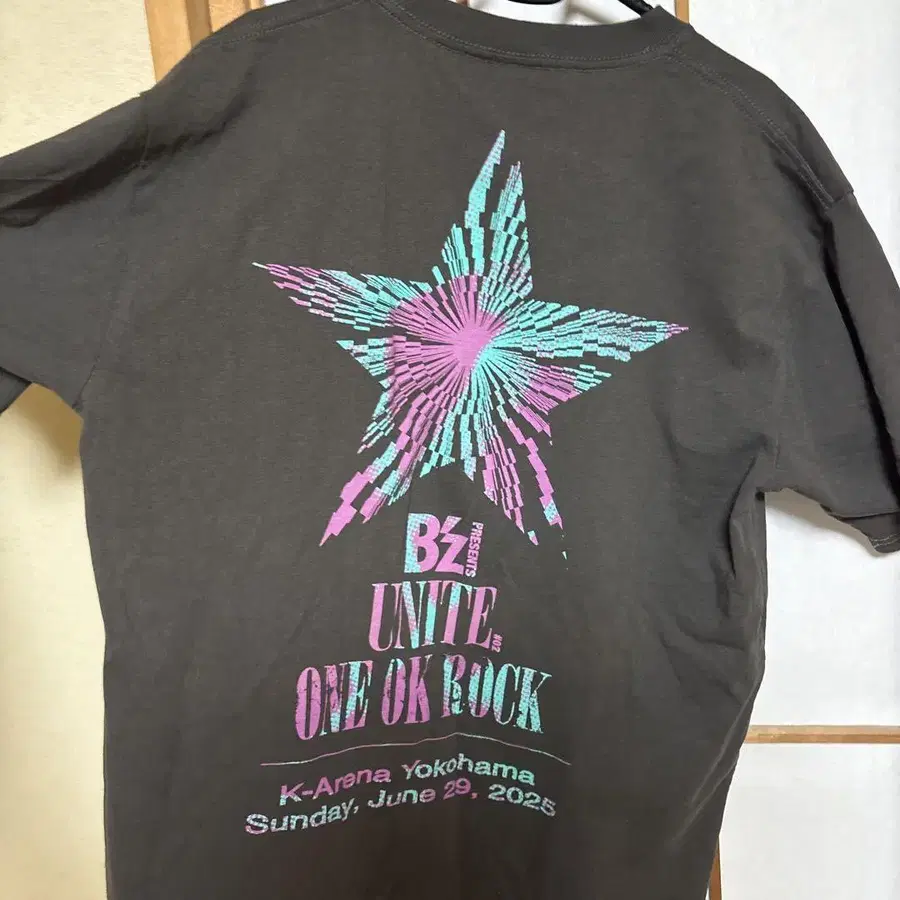 B'z PRESENTS
UNITE #02
ONE OK ROCK
K-Arena Yokohama
Sunday, June 29, 2025